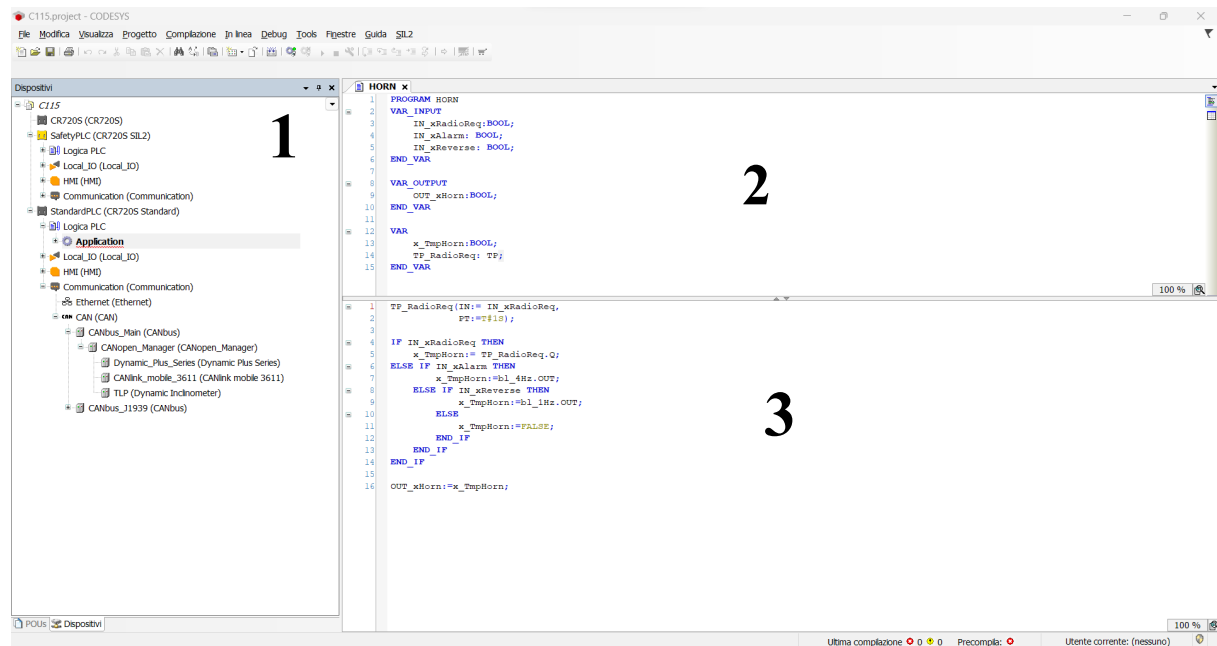 C115.project - CODESYS
File Modifica Visualizza Progetto Compilazione In linea Debug Tools Finestre Guida SIL2
Dispositivi
C115
CR720S (CR720S)
SafetyPLC (CR720S SIL2)
Logica PLC
Local_IO (Local_IO)
HMI (HMI)
Communication (Communication)
StandardPLC (CR720S Standard)
Logica PLC
Application
Local_IO (Local_IO)
HMI (HMI)
Communication (Communication)
Ethernet (Ethernet)
CAN CAN (CAN)
CANbus_Main (CANbus)
CANopen_Manager (CANopen_Manager)
Dynamic_Plus_Series (Dynamic Plus Series)
CANlink_mobile_3611 (CANlink mobile 3611)
TLP (Dynamic Inclinometer)
CANbus_J1939 (CANbus)
POUs Dispositivi
1
HORN
1 PROGRAM HORN
2 VAR_INPUT
3 IN_xRadioReq:BOOL;
4 IN_xAlarm: BOOL;
5 IN_xReverse: BOOL;
6 END_VAR
7
8 VAR_OUTPUT
9 OUT_xHorn:BOOL;
10 END_VAR
11
12 VAR
13 x_TmpHorn:BOOL;
14 TP_RadioReq: TP;
15 END_VAR
2
100 %
1 TP_RadioReq(IN:= IN_xRadioReq,
2 PT:=T#1S);
3
4 IF IN_xRadioReq THEN
5 x_TmpHorn:= TP_RadioReq.Q;
6 ELSE IF IN_xAlarm THEN
7 x_TmpHorn:=bl_4Hz.OUT;
8 ELSE IF IN_xReverse THEN
9 x_TmpHorn:=bl_1Hz.OUT;
10 ELSE
11 x_TmpHorn:=FALSE;
12 END_IF
13 END_IF
14 END_IF
15
16 OUT_xHorn:=x_TmpHorn;
3
100 %
Ultima compilazione 0 0 Precompila: Utente corrente: (nessuno)